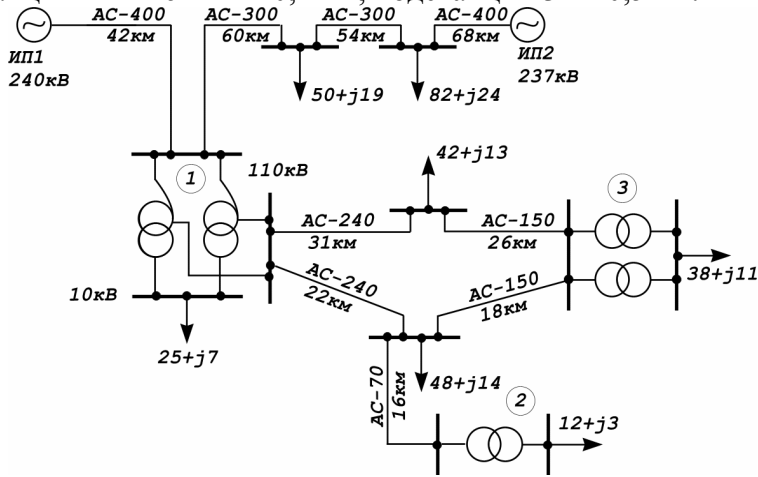 АС-400
АС-300
АС-300
АС-400
42км
60км
54км
68км
ИП1
240кВ
ИП2
237кВ
50+j19
82+j24
1
110кВ
42+j13
3
АС-240
31км
АС-150
26км
АС-240
22км
АС-150
18км
38+j11
10кВ
25+j7
АС-70
16км
48+j14
2
12+j3